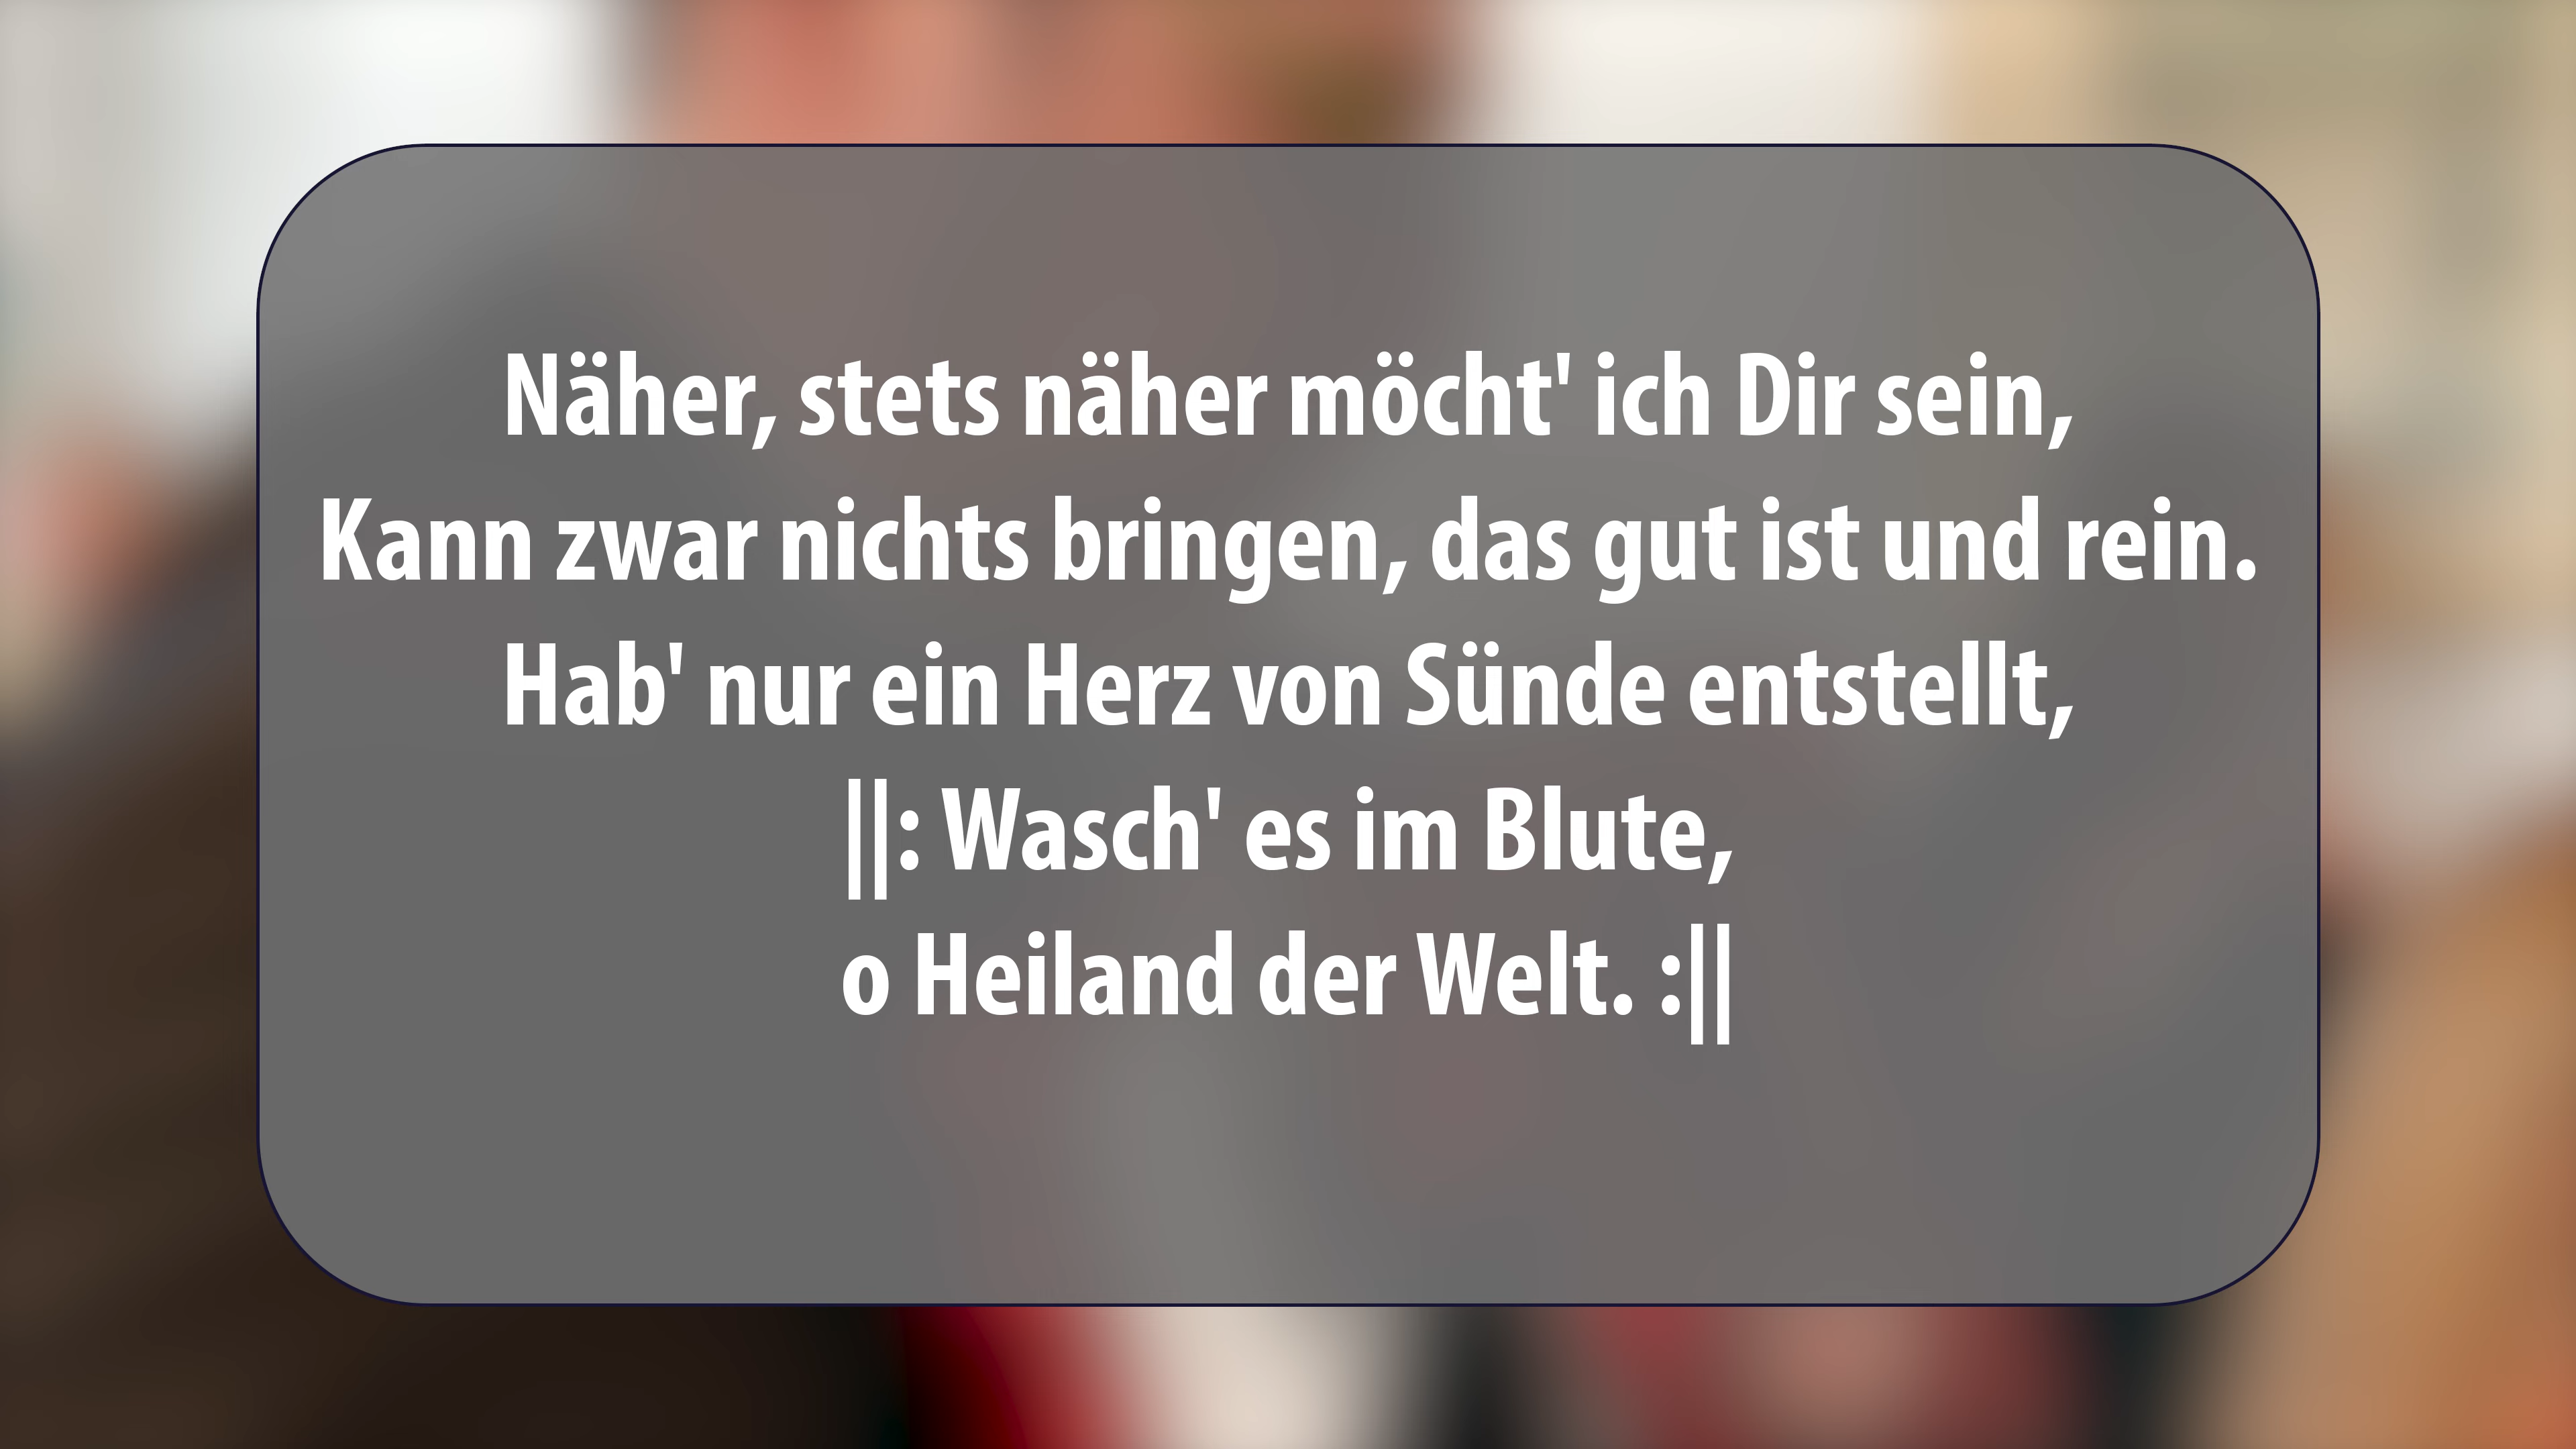 Näher, stets näher möcht' ich Dir sein,
Kann zwar nichts bringen, das gut ist und rein.
Hab' nur ein Herz von Sünde entstellt,
||: Wasch' es im Blute,
o Heiland der Welt. :||